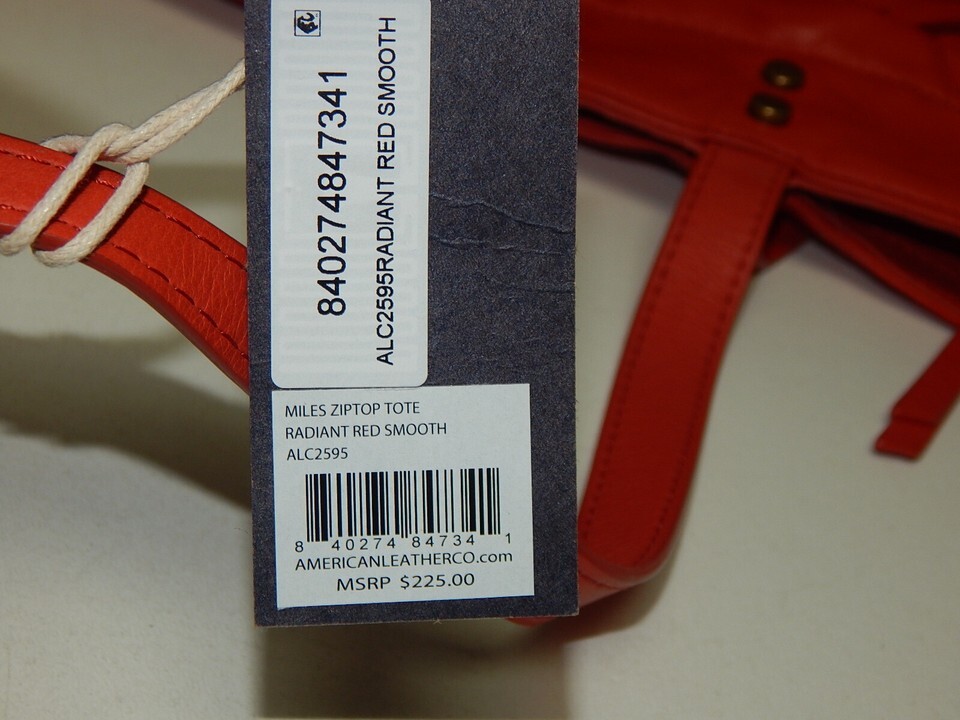 840274847341
ALC2595RADIANT RED SMOOTH
MILES ZIPTOP TOTE
RADIANT RED SMOOTH
ALC2595
8 40274 84734 1
AMERICANLEATHERCO.com
MSRP $225.00